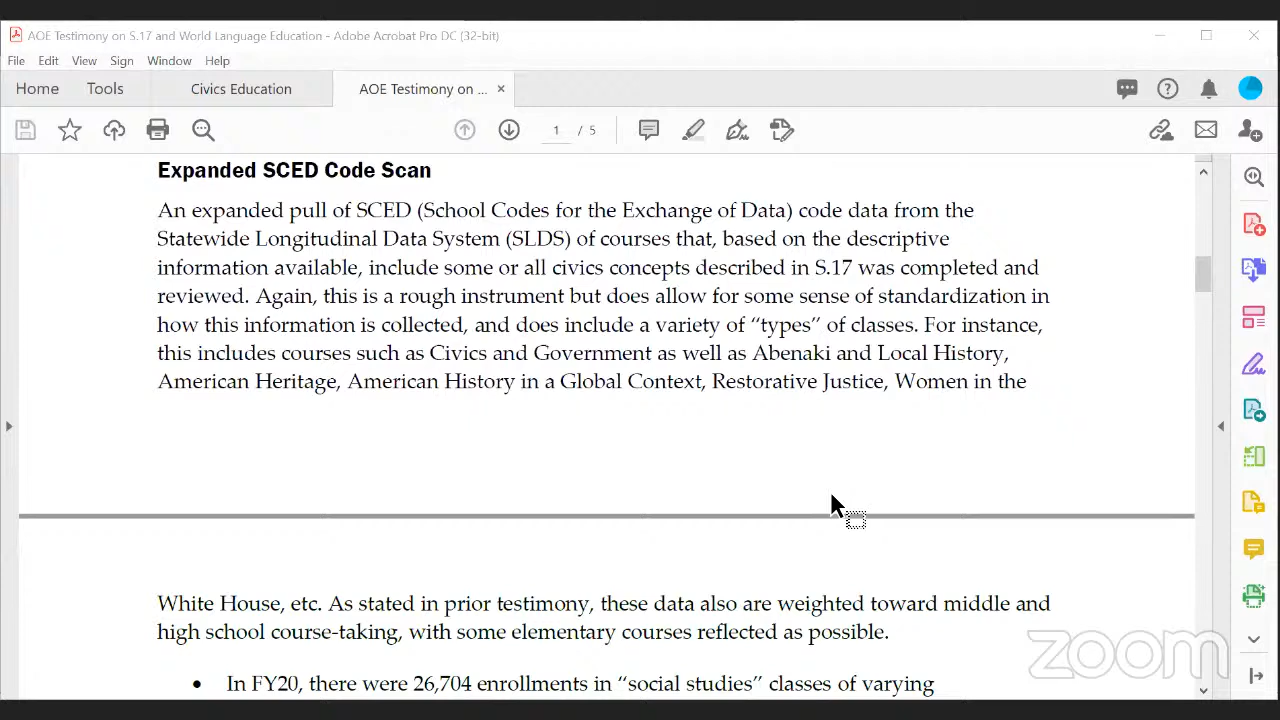 AOE Testimony on S.17 and World Language Education - Adobe Acrobat Pro DC (32-bit)
File Edit View Sign Window Help
Home Tools Civics Education AOE Testimony on ... ×
1 / 5
Expanded SCED Code Scan
An expanded pull of SCED (School Codes for the Exchange of Data) code data from the
Statewide Longitudinal Data System (SLDS) of courses that, based on the descriptive
information available, include some or all civics concepts described in S.17 was completed and
reviewed. Again, this is a rough instrument but does allow for some sense of standardization in
how this information is collected, and does include a variety of “types” of classes. For instance,
this includes courses such as Civics and Government as well as Abenaki and Local History,
American Heritage, American History in a Global Context, Restorative Justice, Women in the
White House, etc. As stated in prior testimony, these data also are weighted toward middle and
high school course-taking, with some elementary courses reflected as possible.
• In FY20, there were 26,704 enrollments in “social studies” classes of varying
zoom